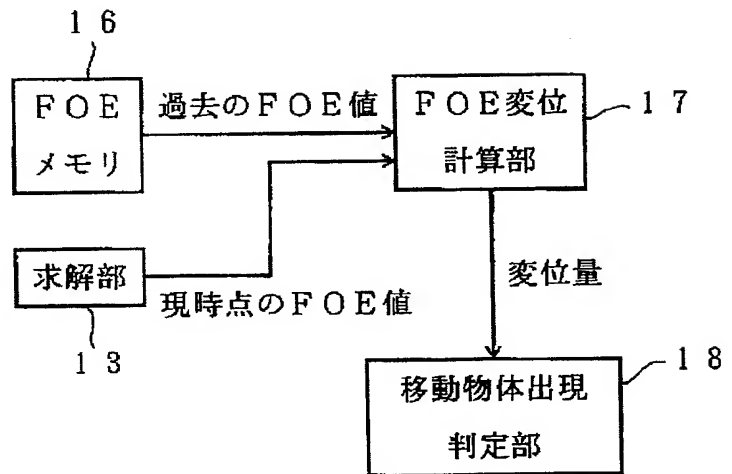 １６
ＦＯＥ
メモリ
過去のＦＯＥ値
ＦＯＥ変位
計算部
１７
求解部
現時点のＦＯＥ値
１３
変位量
移動物体出現
判定部
１８